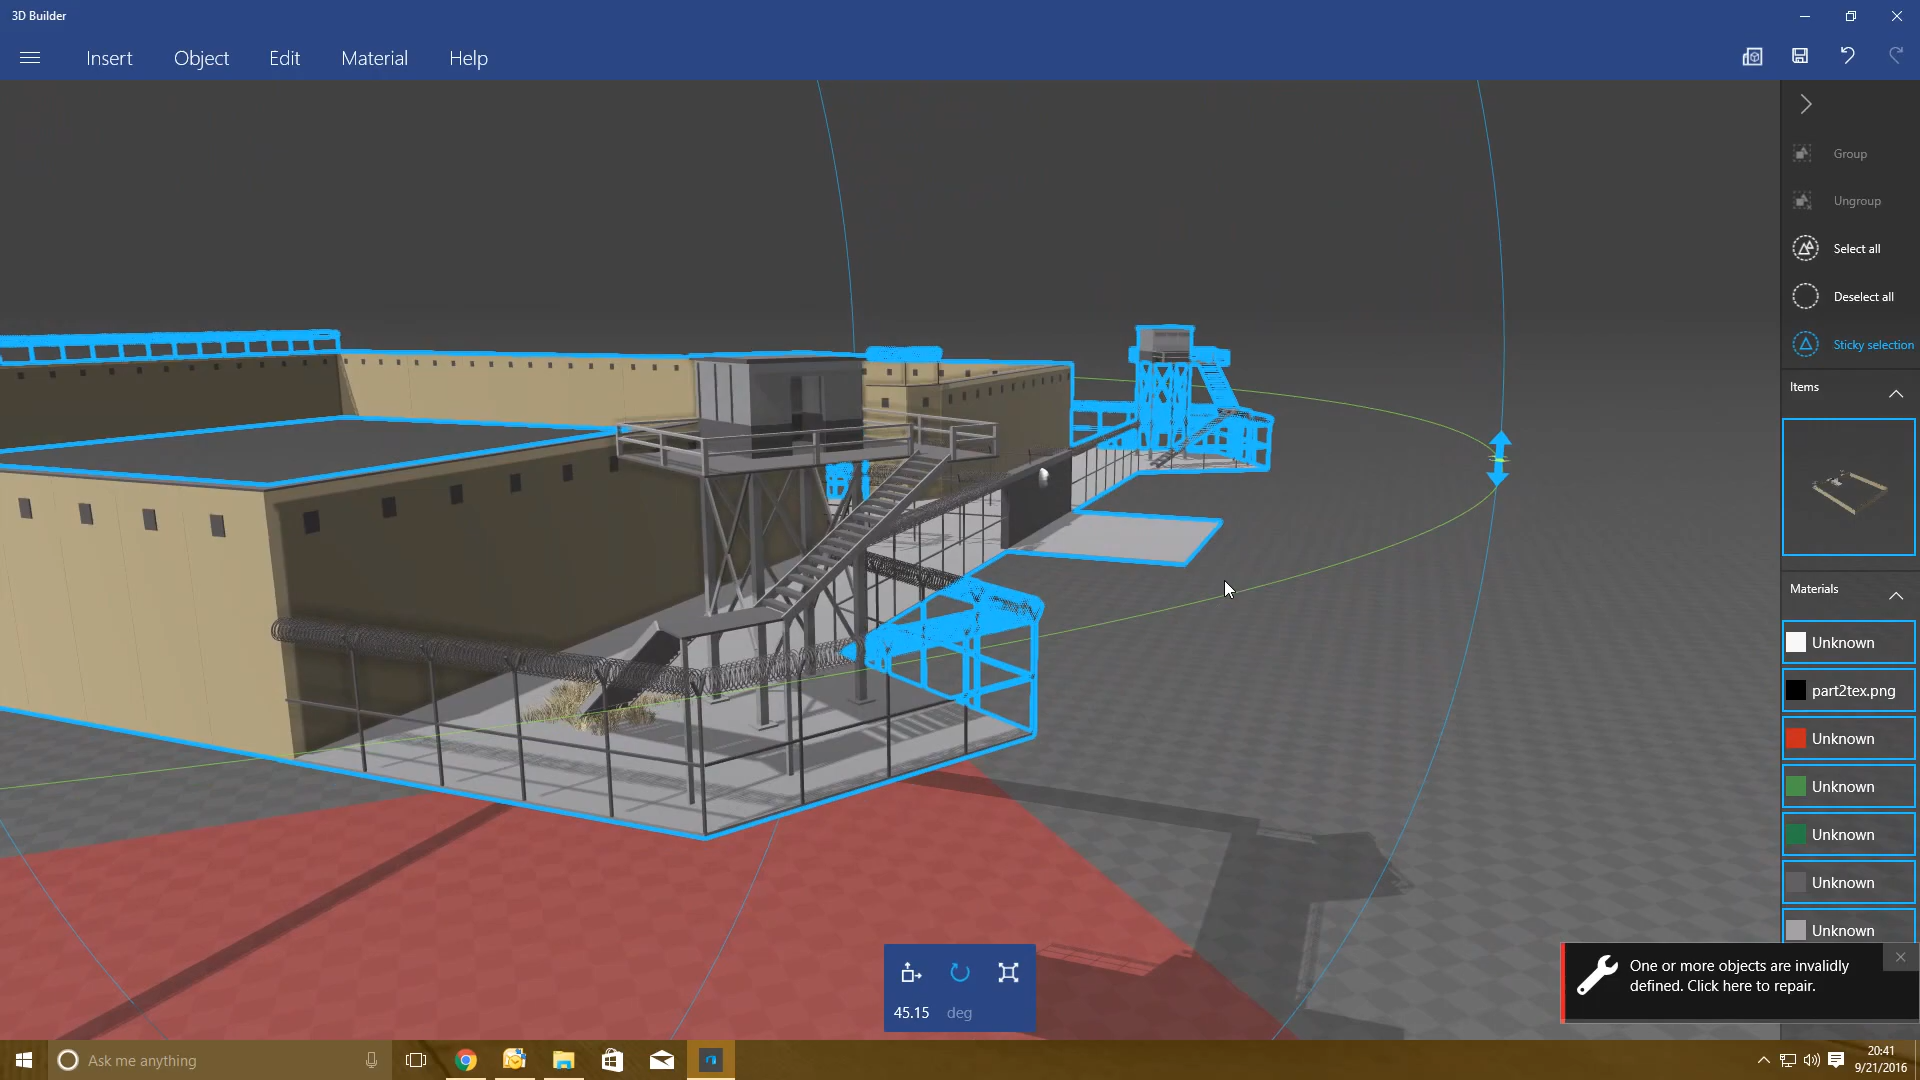 3D Builder
Insert Object Edit Material Help
Group
Ungroup
Select all
Deselect all
Sticky selection
Items
Materials
Unknown
part2tex.png
Unknown
Unknown
Unknown
Unknown
Unknown
One or more objects are invalidly
defined. Click here to repair.
45.15 deg
Ask me anything
20:41
9/21/2016